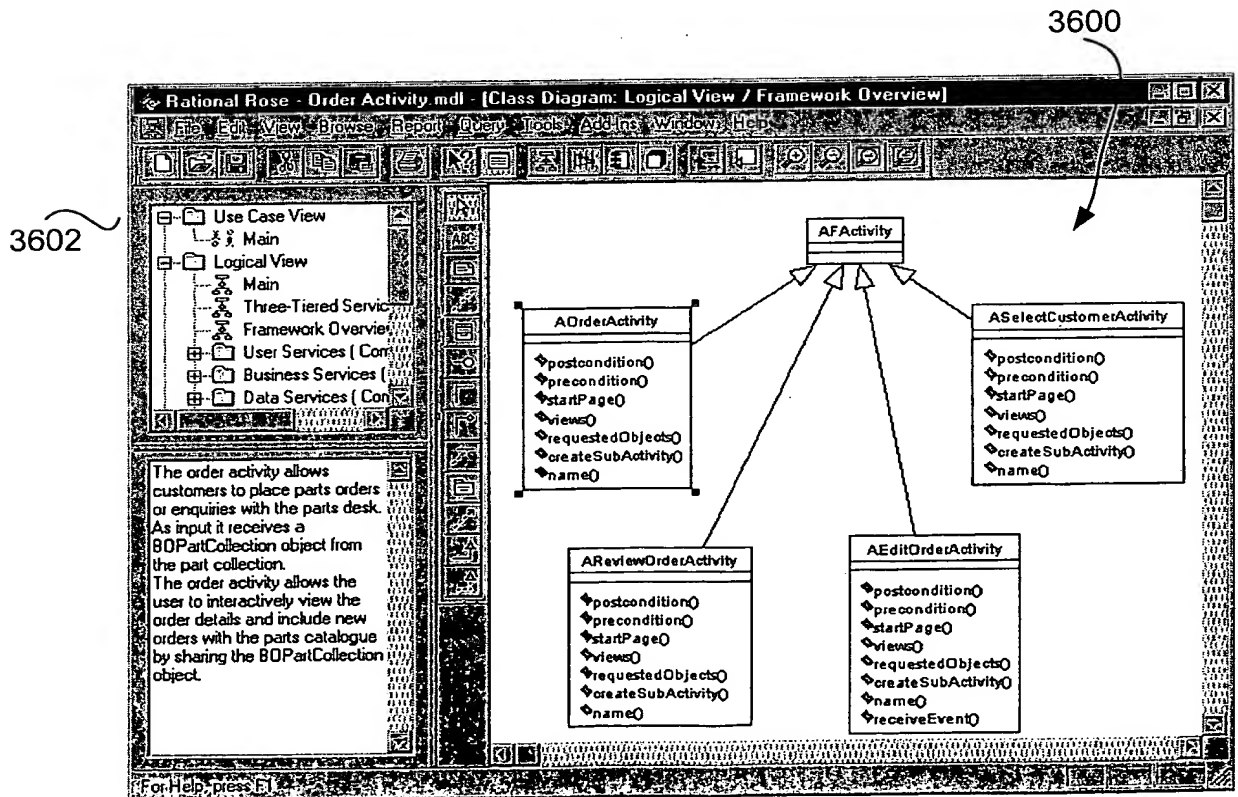 3600
Rational Rose - Order Activity.mdl - [Class Diagram: Logical View / Framework Overview]
File Edit View Browse Report Query Tools Add-Ins Window Help
3602
Use Case View
Main
Logical View
Main
Three-Tiered Servic
Framework Overvie
User Services ( Com
Business Services (
Data Services ( Con
The order activity allows
customers to place parts orders
or enquiries with the parts desk.
As input it receives a
BOPartCollection object from
the part collection.
The order activity allows the
user to interactively view the
order details and include new
orders with the parts catalogue
by sharing the BOPartCollection
object.
ABC
AFActivity
AOrderActivity
postcondition()
precondition()
startPage()
views()
requestedObjects()
createSubActivity()
name()
ASelectCustomerActivity
postcondition()
precondition()
startPage()
views()
requestedObjects()
createSubActivity()
name()
AReviewOrderActivity
postcondition()
precondition()
startPage()
views()
requestedObjects()
createSubActivity()
name()
AEditOrderActivity
postcondition()
precondition()
startPage()
views()
requestedObjects()
createSubActivity()
name()
receiveEvent()
For Help, press F1